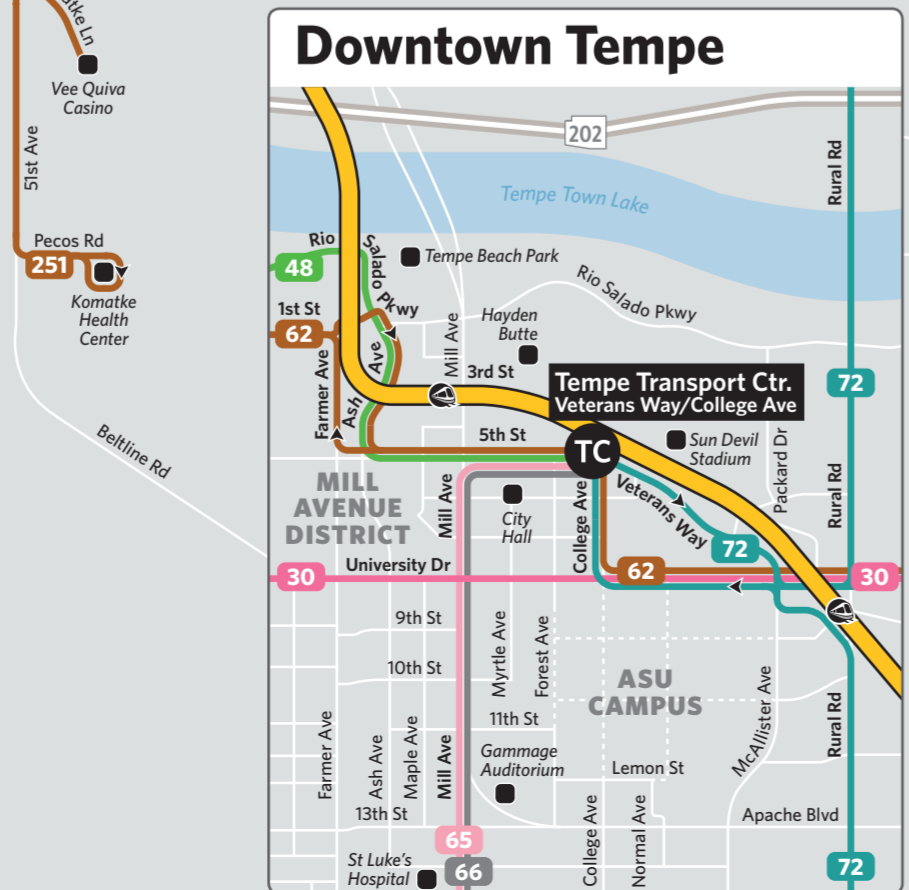 Downtown Tempe
atke Ln
Vee Quiva
Casino
51st Ave
Pecos Rd
251
Komatke
Health
Center
Beltline Rd
202
Rural Rd
Tempe Town Lake
Rio
Salado
Pkwy
48
Tempe Beach Park
Rio Salado Pkwy
1st St
62
Hayden
Butte
Mill Ave
Farmer Ave
Ash
Ave
3rd St
Tempe Transport Ctr.
Veterans Way/College Ave
72
5th St
TC
Sun Devil
Stadium
Packard Dr
Rural Rd
MILL
AVENUE
DISTRICT
Mill Ave
City
Hall
College Ave
Veterans Way
72
30
University Dr
62
30
9th St
Myrtle Ave
Forest Ave
10th St
ASU
CAMPUS
McAllister Ave
Rural Rd
11th St
Farmer Ave
Ash Ave
Maple Ave
Mill Ave
Gammage
Auditorium
Lemon St
13th St
College Ave
Normal Ave
Apache Blvd
65
St Luke's
Hospital
66
72